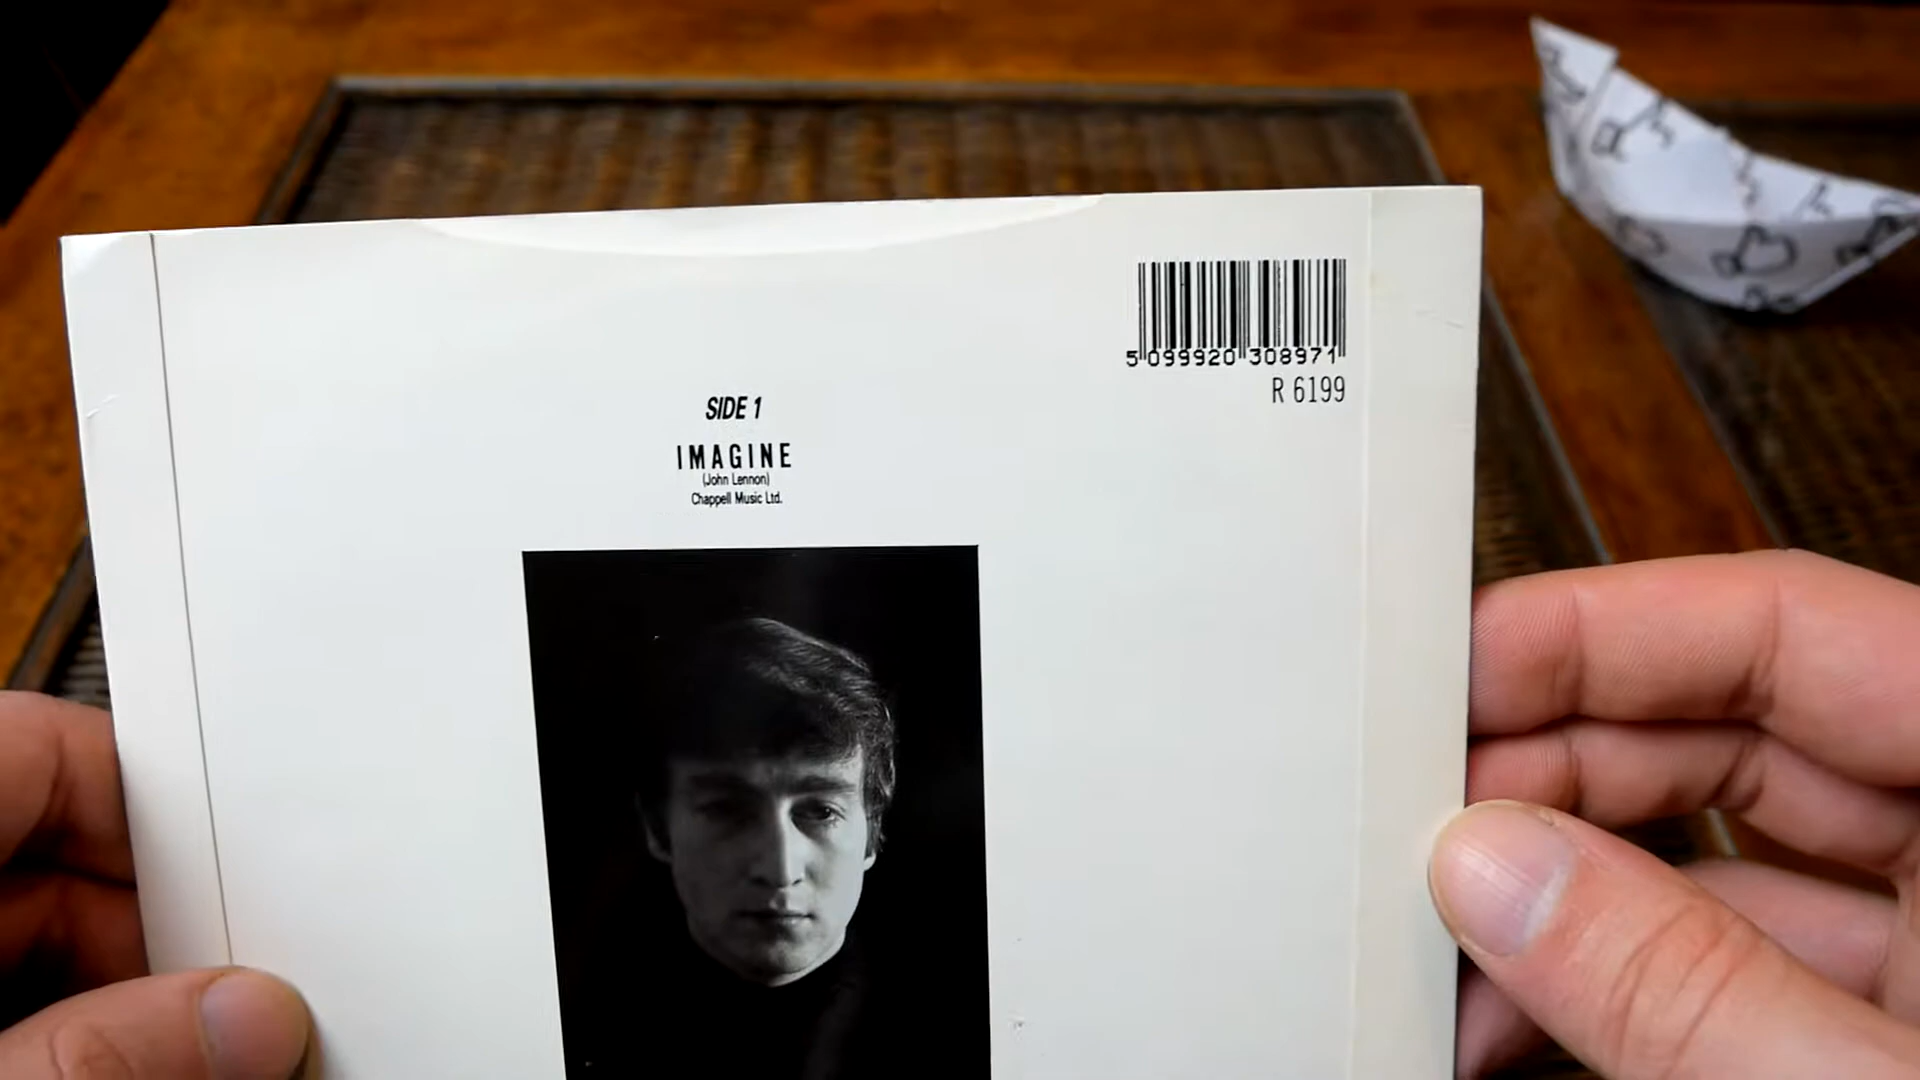 5 099920 308971
R 6199
SIDE 1
IMAGINE
(John Lennon)
Chappell Music Ltd.